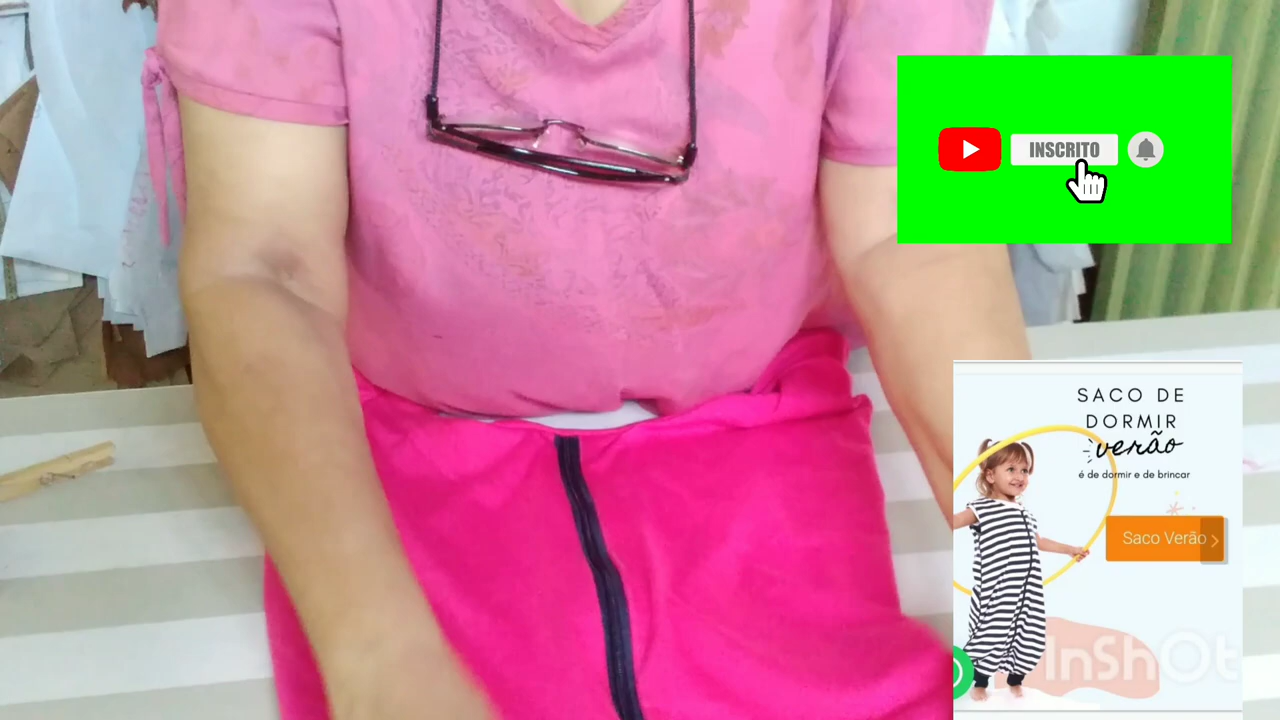 INSCRITO
SACO DE
DORMIR
verão
é de dormir e de brincar
Saco Verão
InShOt